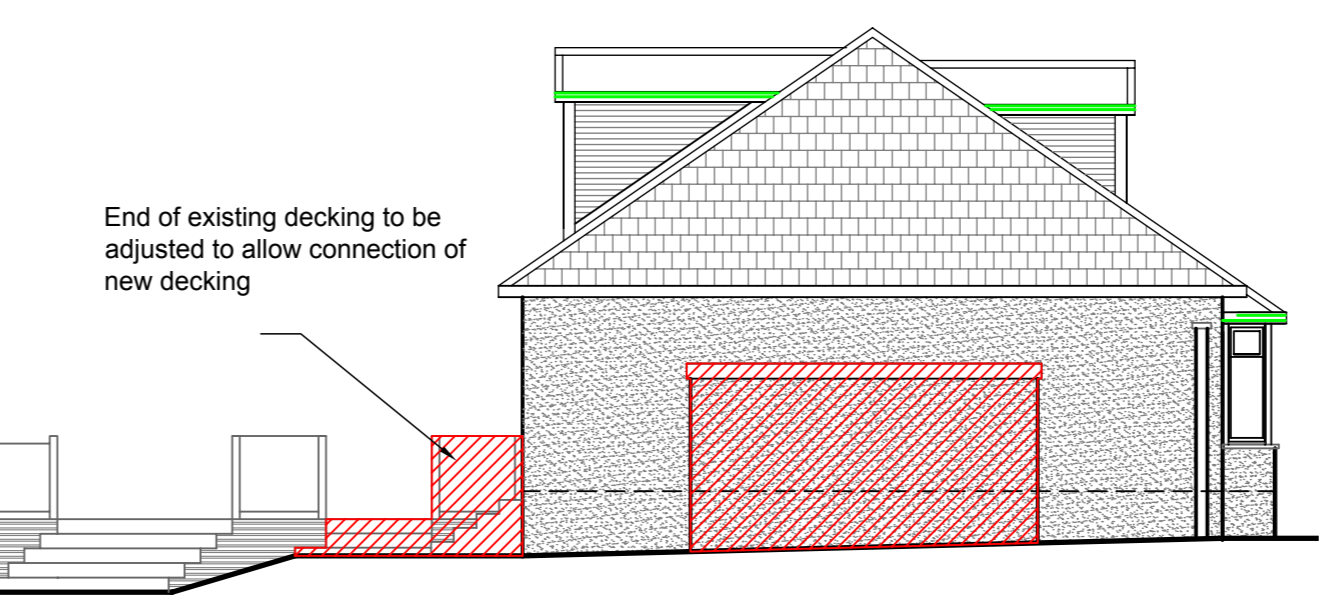 End of existing decking to be
adjusted to allow connection of
new decking